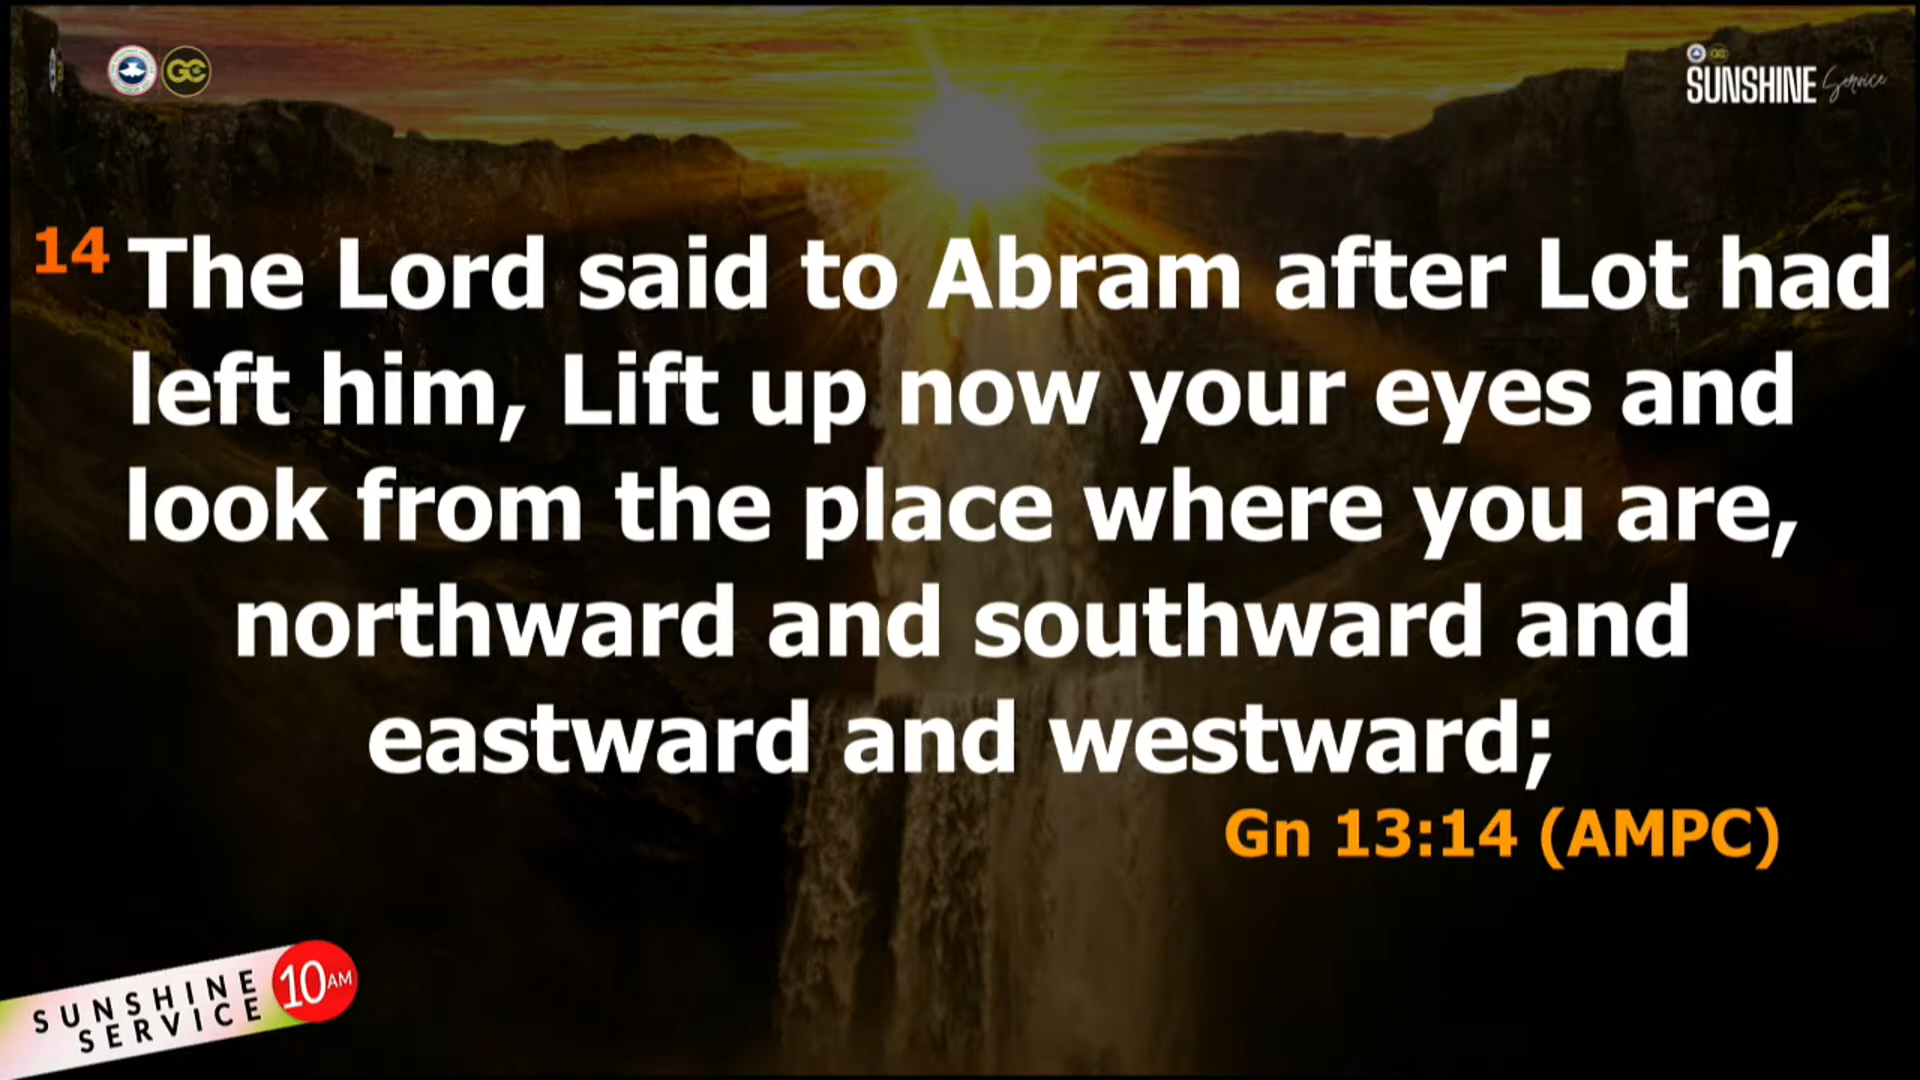 GC
SUNSHINE Service
14 The Lord said to Abram after Lot had
left him, Lift up now your eyes and
look from the place where you are,
northward and southward and
eastward and westward;
Gn 13:14 (AMPC)
SUNSHINE
SERVICE
10AM